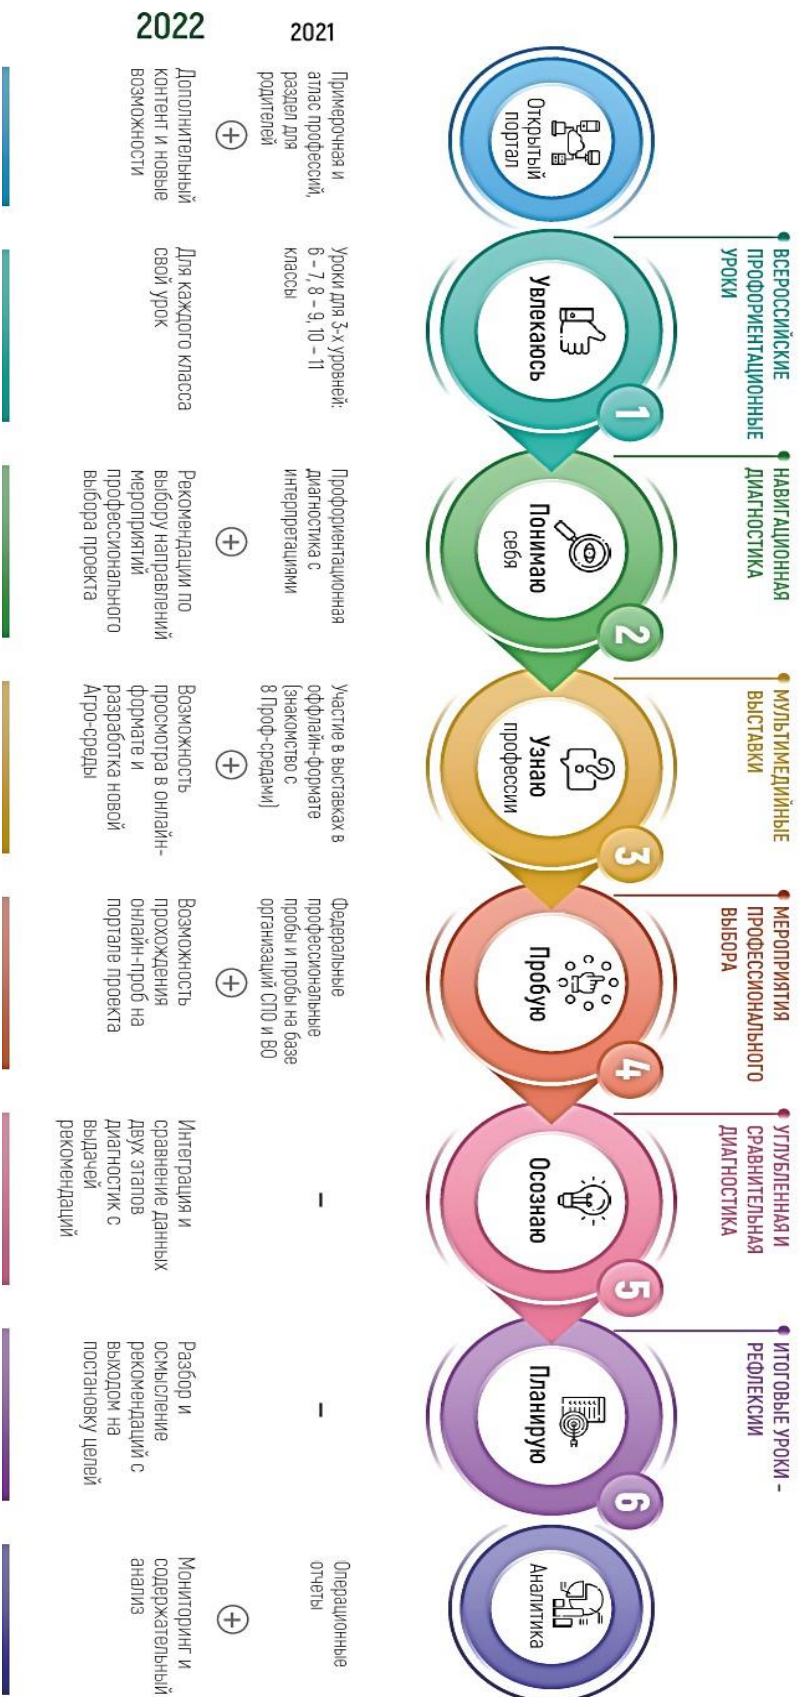 2022
2021
ВСЕРОССИЙСКИЕ
ПРОФОРИЕНТАЦИОННЫЕ
УРОКИ
НАВИГАЦИОННАЯ
ДИАГНОСТИКА
МУЛЬТИМЕДИЙНЫЕ
ВЫСТАВКИ
МЕРОПРИЯТИЯ
ПРОФЕССИОНАЛЬНОГО
ВЫБОРА
УГЛУБЛЕННАЯ И
СРАВНИТЕЛЬНАЯ
ДИАГНОСТИКА
ИТОГОВЫЕ УРОКИ –
РЕФЛЕКСИИ
Открытый
портал
Увлекаюсь
1
Понимаю
себя
2
Узнаю
профессии
3
Пробую
4
Осознаю
5
Планирую
6
Аналитика
Примерочная и
атлас профессий,
раздел для
родителей
Уроки для 3-х уровней:
6 – 7, 8 – 9, 10 – 11
классы
Профориентационная
диагностика с
интерпретациями
Участие в выставках в
оффлайн-формате
(знакомство с
8 Проф-средами)
Федеральные
профессиональные
пробы и пробы на базе
организаций СПО и ВО
–
–
Операционные
отчеты
+
+
+
+
+
Дополнительный
контент и новые
возможности
Для каждого класса
свой урок
Рекомендации по
выбору направлений
мероприятий
профессионального
выбора проекта
Возможность
просмотра в онлайн-
формате и
разработка новой
Агро-среды
Возможность
прохождения
онлайн-проб на
портале проекта
Интеграция и
сравнение данных
двух этапов
диагностик с
выдачей
рекомендаций
Разбор и
осмысление
рекомендаций с
выходом на
постановку целей
Мониторинг и
содержательный
анализ